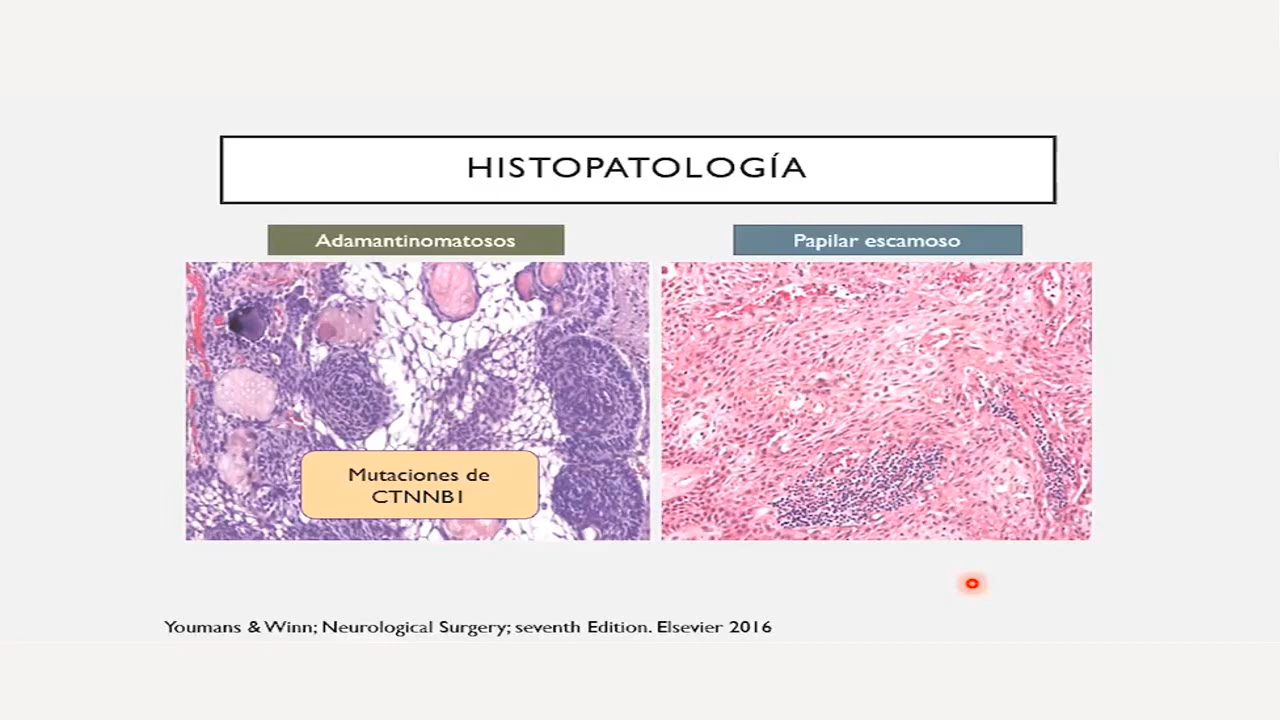 HISTOPATOLOGÍA
Adamantinomatosos
Papilar escamoso
Mutaciones de
CTNNB1
Youmans & Winn; Neurological Surgery; seventh Edition. Elsevier 2016